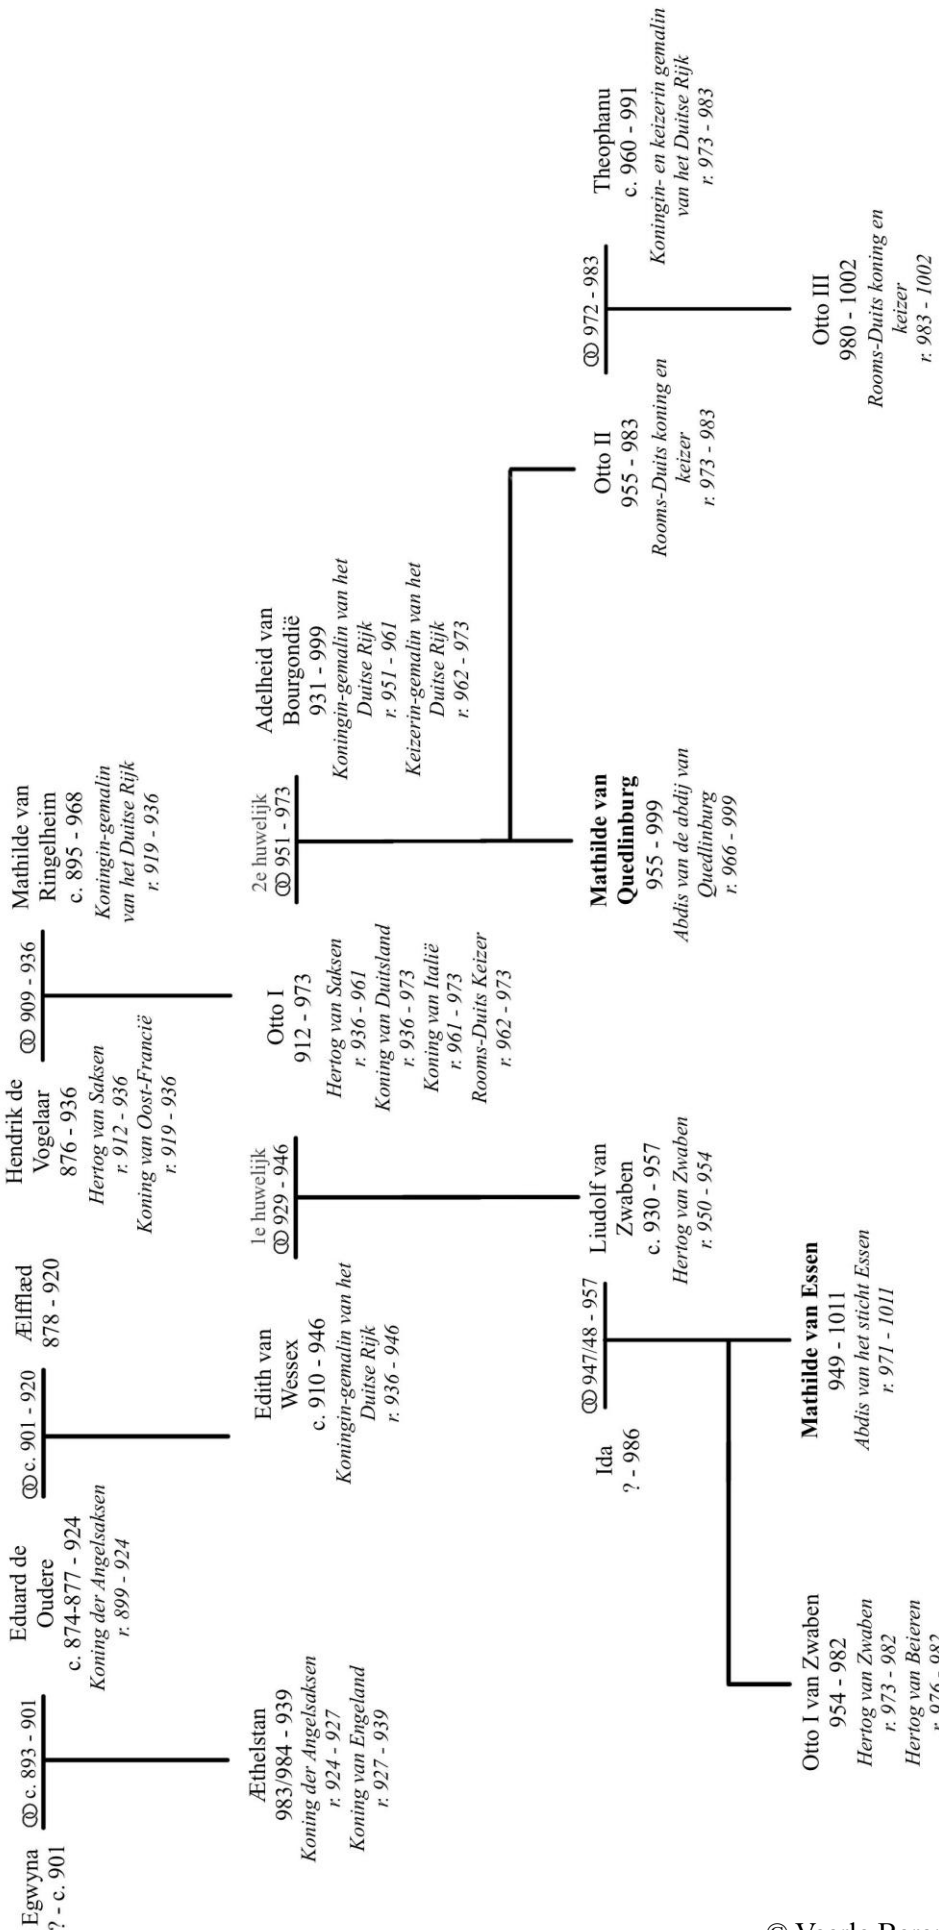 Egwyna
? - c. 901
c. 893 - 901
Eduard de
Oudere
c. 874-877 - 924
Koning der Angelsaksen
r. 899 - 924
c. 901 - 920
Ælfflæd
878 - 920
Hendrik de
Vogelaar
876 - 936
Hertog van Saksen
r. 912 - 936
Koning van Oost-Francië
r. 919 - 936
909 - 936
Mathilde van
Ringelheim
c. 895 - 968
Koningin-gemalin
van het Duitse Rijk
r. 919 - 936
Æthelstan
983/984 - 939
Koning der Angelsaksen
r. 924 - 927
Koning van Engeland
r. 927 - 939
Edith van
Wessex
c. 910 - 946
Koningin-gemalin van het
Duitse Rijk
r. 936 - 946
1e huwelijk
929 - 946
Otto I
912 - 973
Hertog van Saksen
r. 936 - 961
Koning van Duitsland
r. 936 - 973
Koning van Italië
r. 961 - 973
Rooms-Duits Keizer
r. 962 - 973
2e huwelijk
951 - 973
Adelheid van
Bourgondië
931 - 999
Koningin-gemalin van het
Duitse Rijk
r. 951 - 961
Keizerin-gemalin van het
Duitse Rijk
r. 962 - 973
Ida
? - 986
947/48 - 957
Liudolf van
Zwaben
c. 930 - 957
Hertog van Zwaben
r. 950 - 954
Mathilde van
Quedlinburg
955 - 999
Abdis van de abdij van
Quedlinburg
r. 966 - 999
Otto II
955 - 983
Rooms-Duits koning en
keizer
r. 973 - 983
972 - 983
Theophanu
c. 960 - 991
Koningin- en keizerin gemalin
van het Duitse Rijk
r. 973 - 983
Otto I van Zwaben
954 - 982
Hertog van Zwaben
r. 973 - 982
Hertog van Beieren
r. 976 - 982
Mathilde van Essen
949 - 1011
Abdis van het sticht Essen
r. 971 - 1011
Otto III
980 - 1002
Rooms-Duits koning en
keizer
r. 983 - 1002